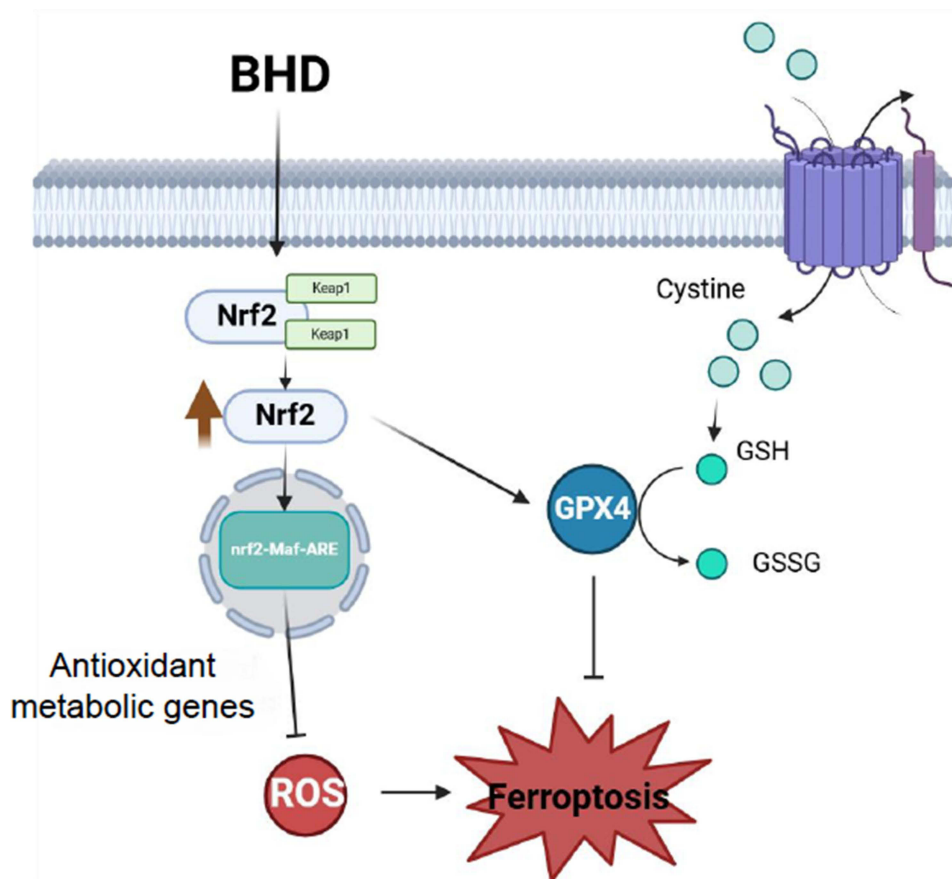 BHD
Keap1
Nrf2
Keap1
Cystine
Nrf2
GSH
GPX4
nrf2-Maf-ARE
GSSG
Antioxidant
metabolic genes
ROS
Ferroptosis